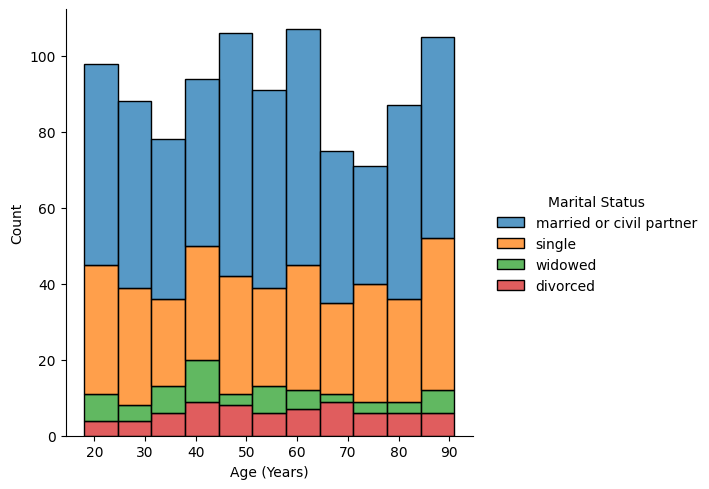 100
80
60
40
20
0
Count
20 30 40 50 60 70 80 90
Age (Years)
Marital Status
married or civil partner
single
widowed
divorced